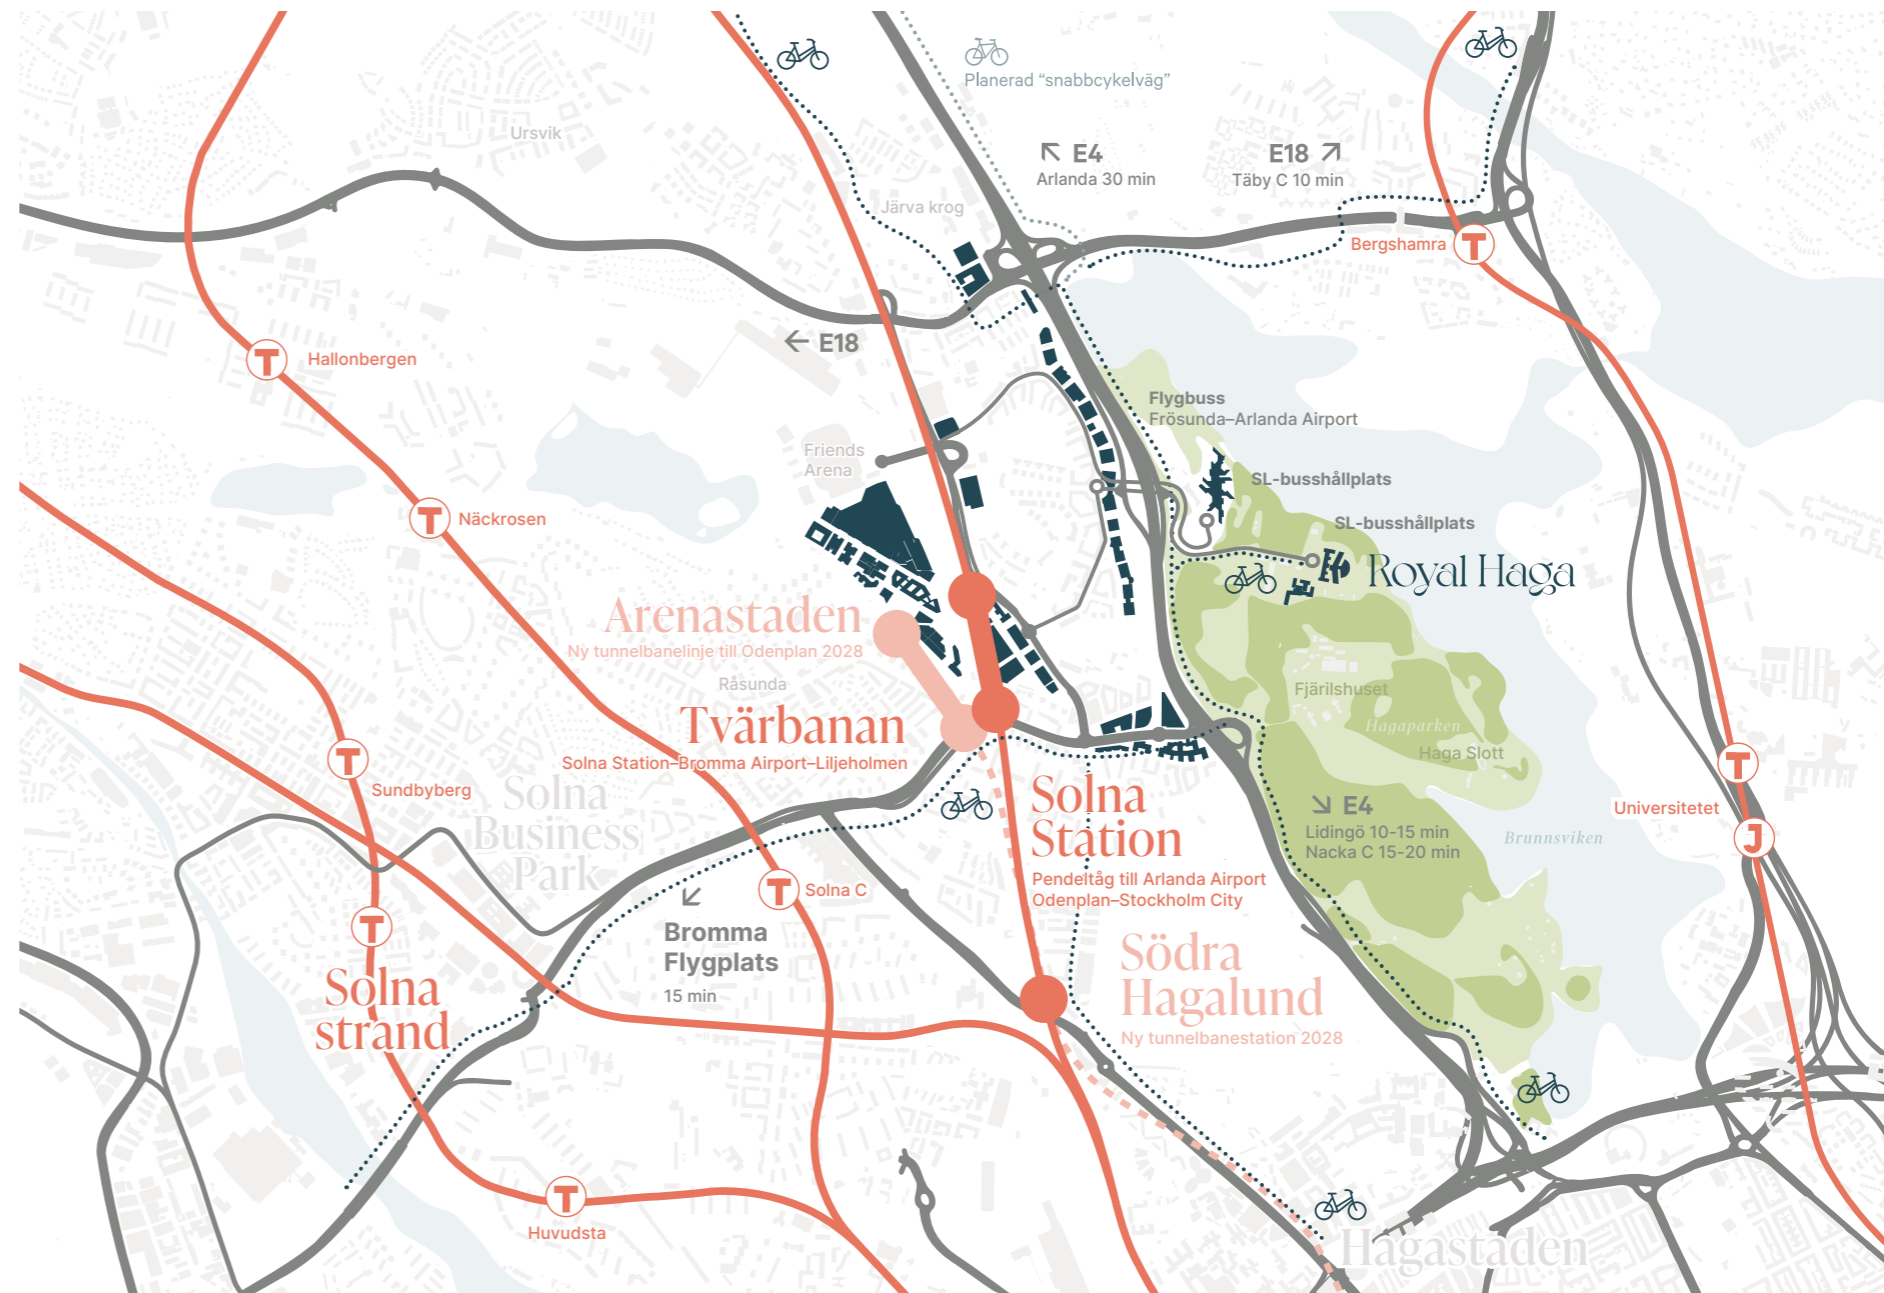 Planerad “snabbcykelväg”
Ursvik
E4
Arlanda 30 min
E18
Täby C 10 min
Järva krog
Bergshamra
T
E18
T
Hallonbergen
Flygbuss
Frösunda–Arlanda Airport
Friends
Arena
SL-busshållplats
T
Näckrosen
SL-busshållplats
Royal Haga
Arenastaden
Ny tunnelbanelinje till Odenplan 2028
Råsunda
Fjärilshuset
Tvärbanan
Solna Station–Bromma Airport–Liljeholmen
Hagaparken
Haga Slott
T
Sundbyberg
T
Solna
Business
Park
Solna
Station
Pendeltåg till Arlanda Airport
Odenplan–Stockholm City
E4
Lidingö 10-15 min
Nacka C 15-20 min
Brunnsviken
Universitetet
J
T
Solna C
T
Bromma
Flygplats
15 min
Södra
Hagalund
Ny tunnelbanestation 2028
Solna
strand
T
Huvudsta
Hagastaden